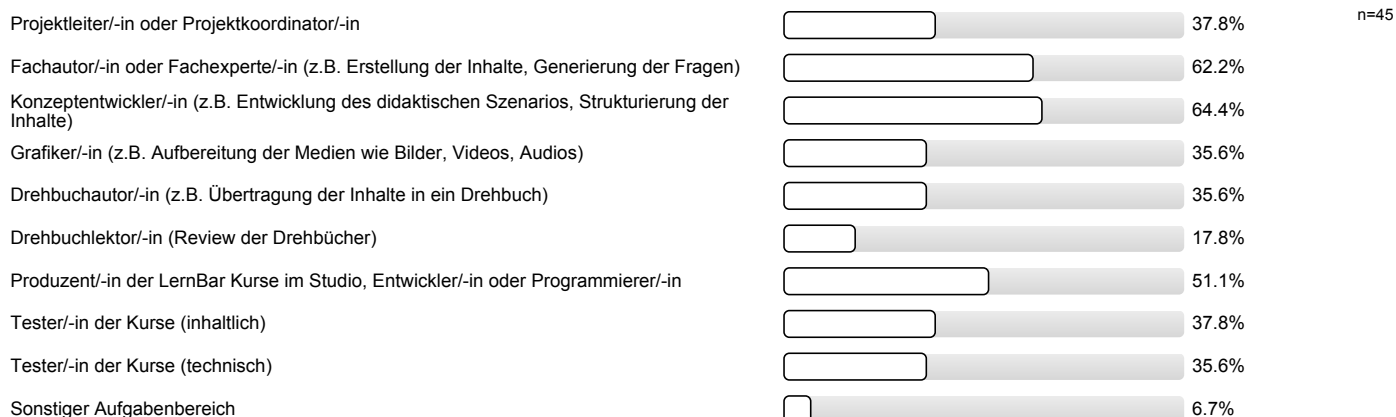 Projektleiter/-in oder Projektkoordinator/-in 37.8% n=45
Fachautor/-in oder Fachexperte/-in (z.B. Erstellung der Inhalte, Generierung der Fragen) 62.2%
Konzeptentwickler/-in (z.B. Entwicklung des didaktischen Szenarios, Strukturierung der
Inhalte) 64.4%
Grafiker/-in (z.B. Aufbereitung der Medien wie Bilder, Videos, Audios) 35.6%
Drehbuchautor/-in (z.B. Übertragung der Inhalte in ein Drehbuch) 35.6%
Drehbuchlektor/-in (Review der Drehbücher) 17.8%
Produzent/-in der LernBar Kurse im Studio, Entwickler/-in oder Programmierer/-in 51.1%
Tester/-in der Kurse (inhaltlich) 37.8%
Tester/-in der Kurse (technisch) 35.6%
Sonstiger Aufgabenbereich 6.7%